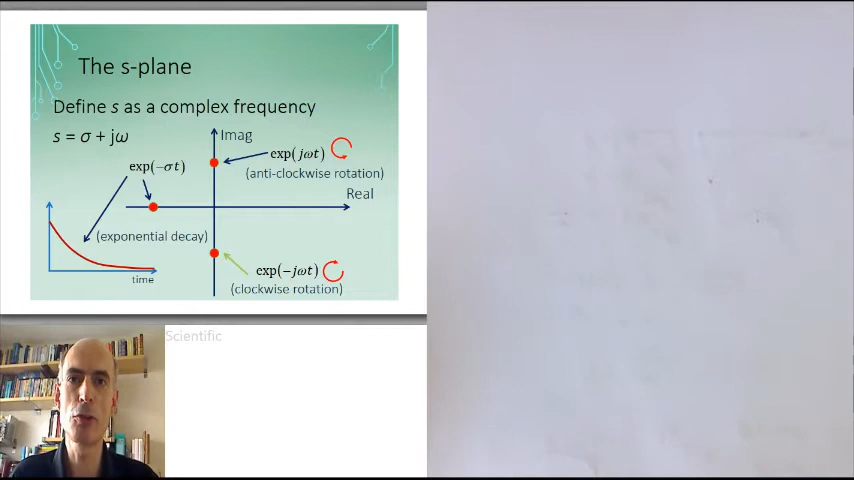 The s-plane
Define s as a complex frequency
s = σ + jω
Imag
exp(jωt)
(anti-clockwise rotation)
exp(−σt)
Real
(exponential decay)
exp(−jωt)
(clockwise rotation)
time
Scientific